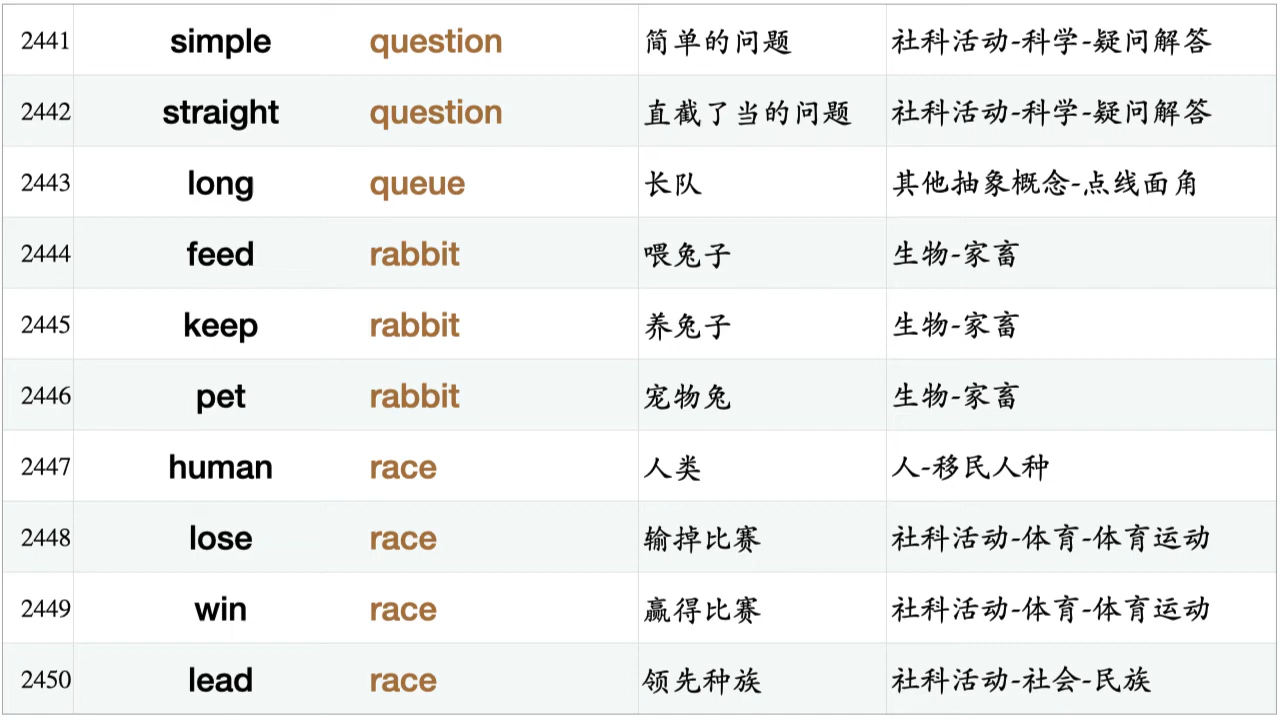 2441 simple question 简单的问题 社科活动-科学-疑问解答
2442 straight question 直截了当的问题 社科活动-科学-疑问解答
2443 long queue 长队 其他抽象概念-点线面角
2444 feed rabbit 喂兔子 生物-家畜
2445 keep rabbit 养兔子 生物-家畜
2446 pet rabbit 宠物兔 生物-家畜
2447 human race 人类 人-移民人种
2448 lose race 输掉比赛 社科活动-体育-体育运动
2449 win race 赢得比赛 社科活动-体育-体育运动
2450 lead race 领先种族 社科活动-社会-民族